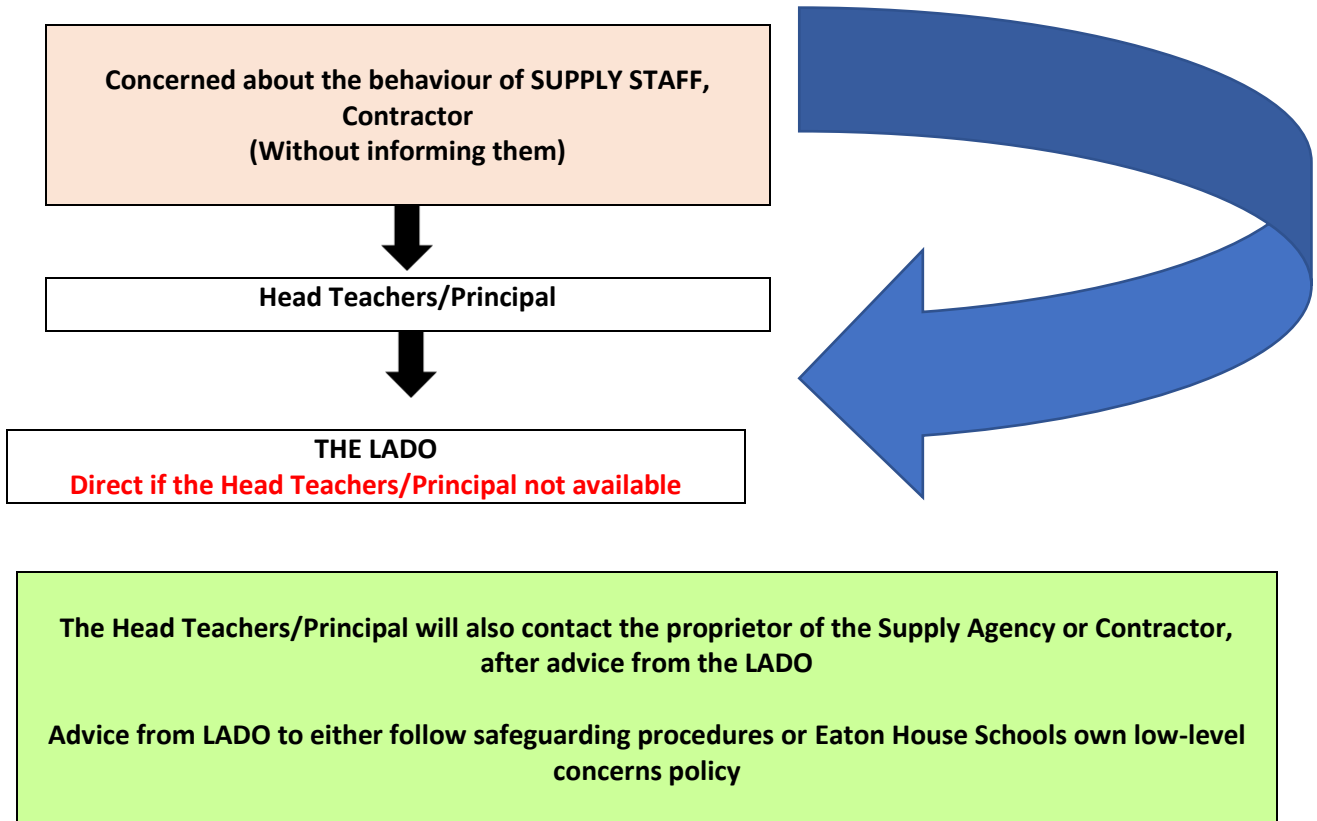 Concerned about the behaviour of SUPPLY STAFF,
Contractor
(Without informing them)
Head Teachers/Principal
THE LADO
Direct if the Head Teachers/Principal not available
The Head Teachers/Principal will also contact the proprietor of the Supply Agency or Contractor,
after advice from the LADO
Advice from LADO to either follow safeguarding procedures or Eaton House Schools own low-level
concerns policy